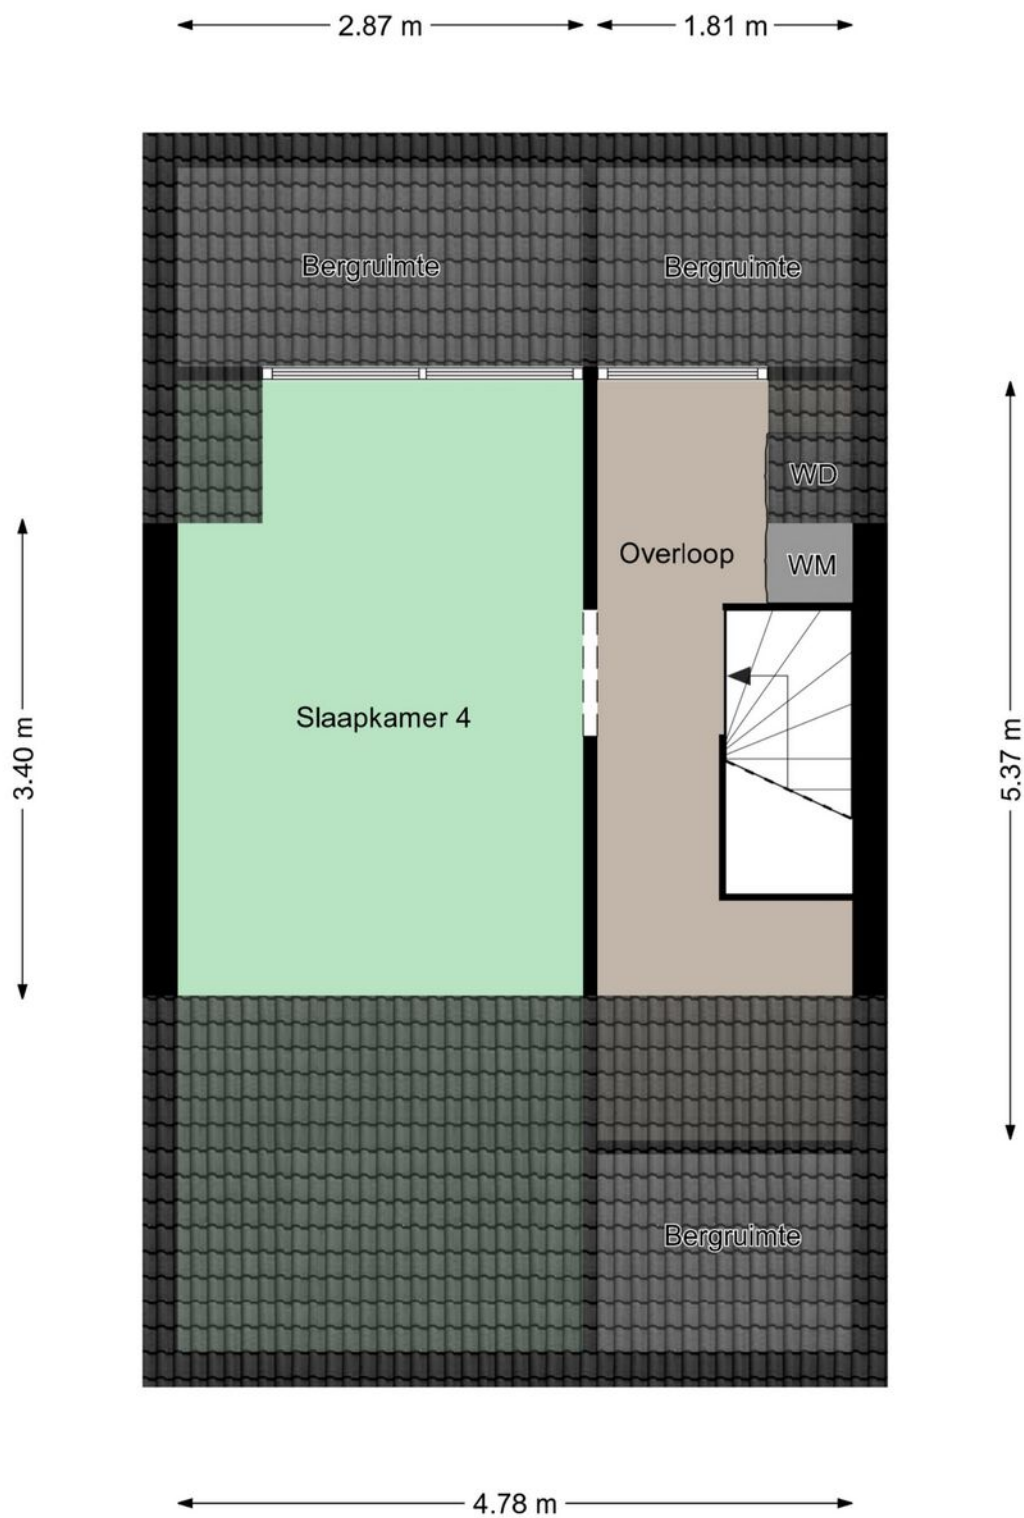 2.87 m
1.81 m
Bergruimte
Bergruimte
WD
Overloop
WM
Slaapkamer 4
3.40 m
5.37 m
Bergruimte
4.78 m